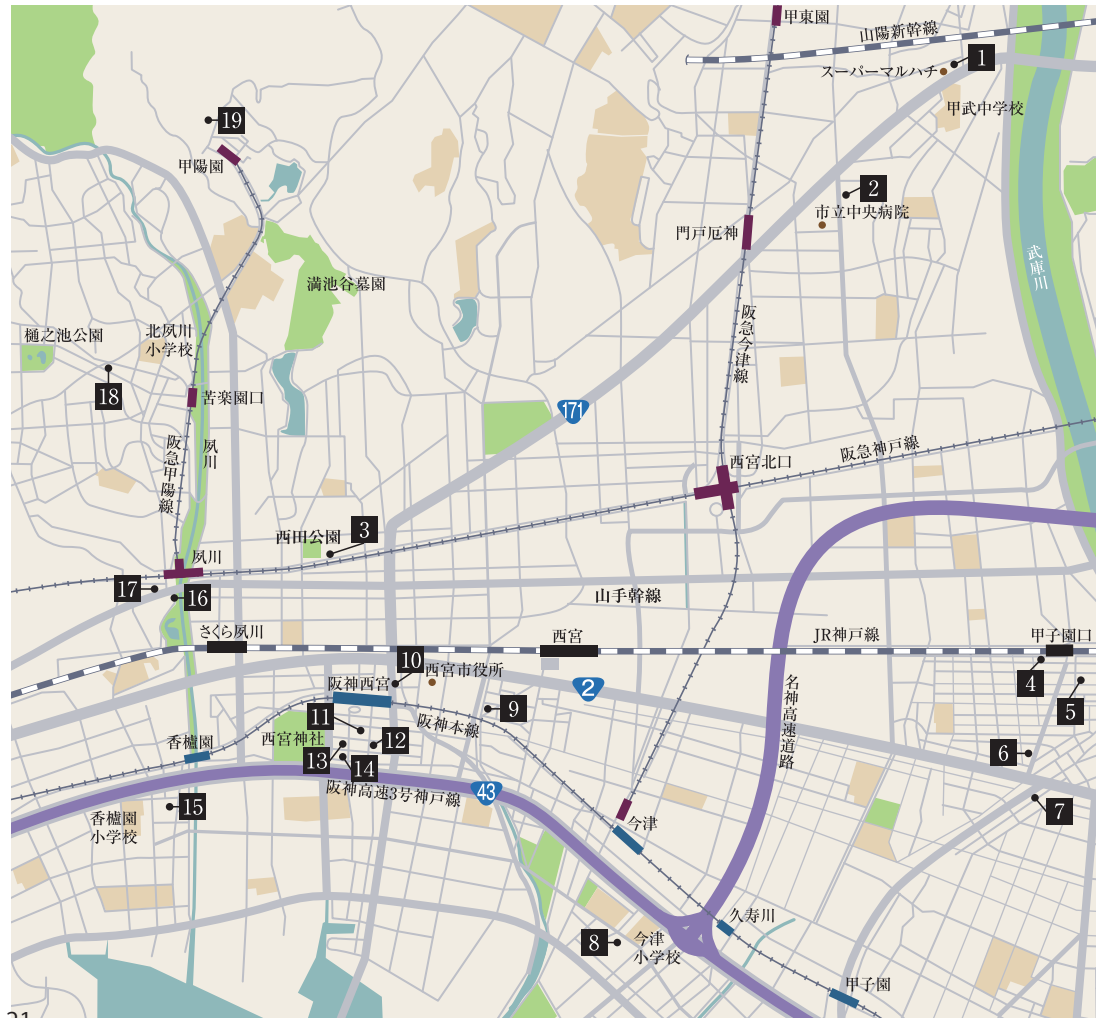 甲東園
山陽新幹線
スーパーマルハチ
1
甲武中学校
19
甲陽園
2
市立中央病院
門戸厄神
武庫川
満池谷墓園
阪急今津線
樋之池公園
北夙川
小学校
18
苦楽園口
171
夙川
阪急甲陽線
西宮北口
阪急神戸線
西田公園
3
夙川
17
16
山手幹線
さくら夙川
西宮
JR神戸線
甲子園口
4
5
10
西宮市役所
阪神西宮
2
9
名神高速道路
11
阪神本線
西宮神社
12
13
14
6
香櫨園
阪神高速3号神戸線
43
7
15
香櫨園
小学校
今津
久寿川
8
今津
小学校
甲子園